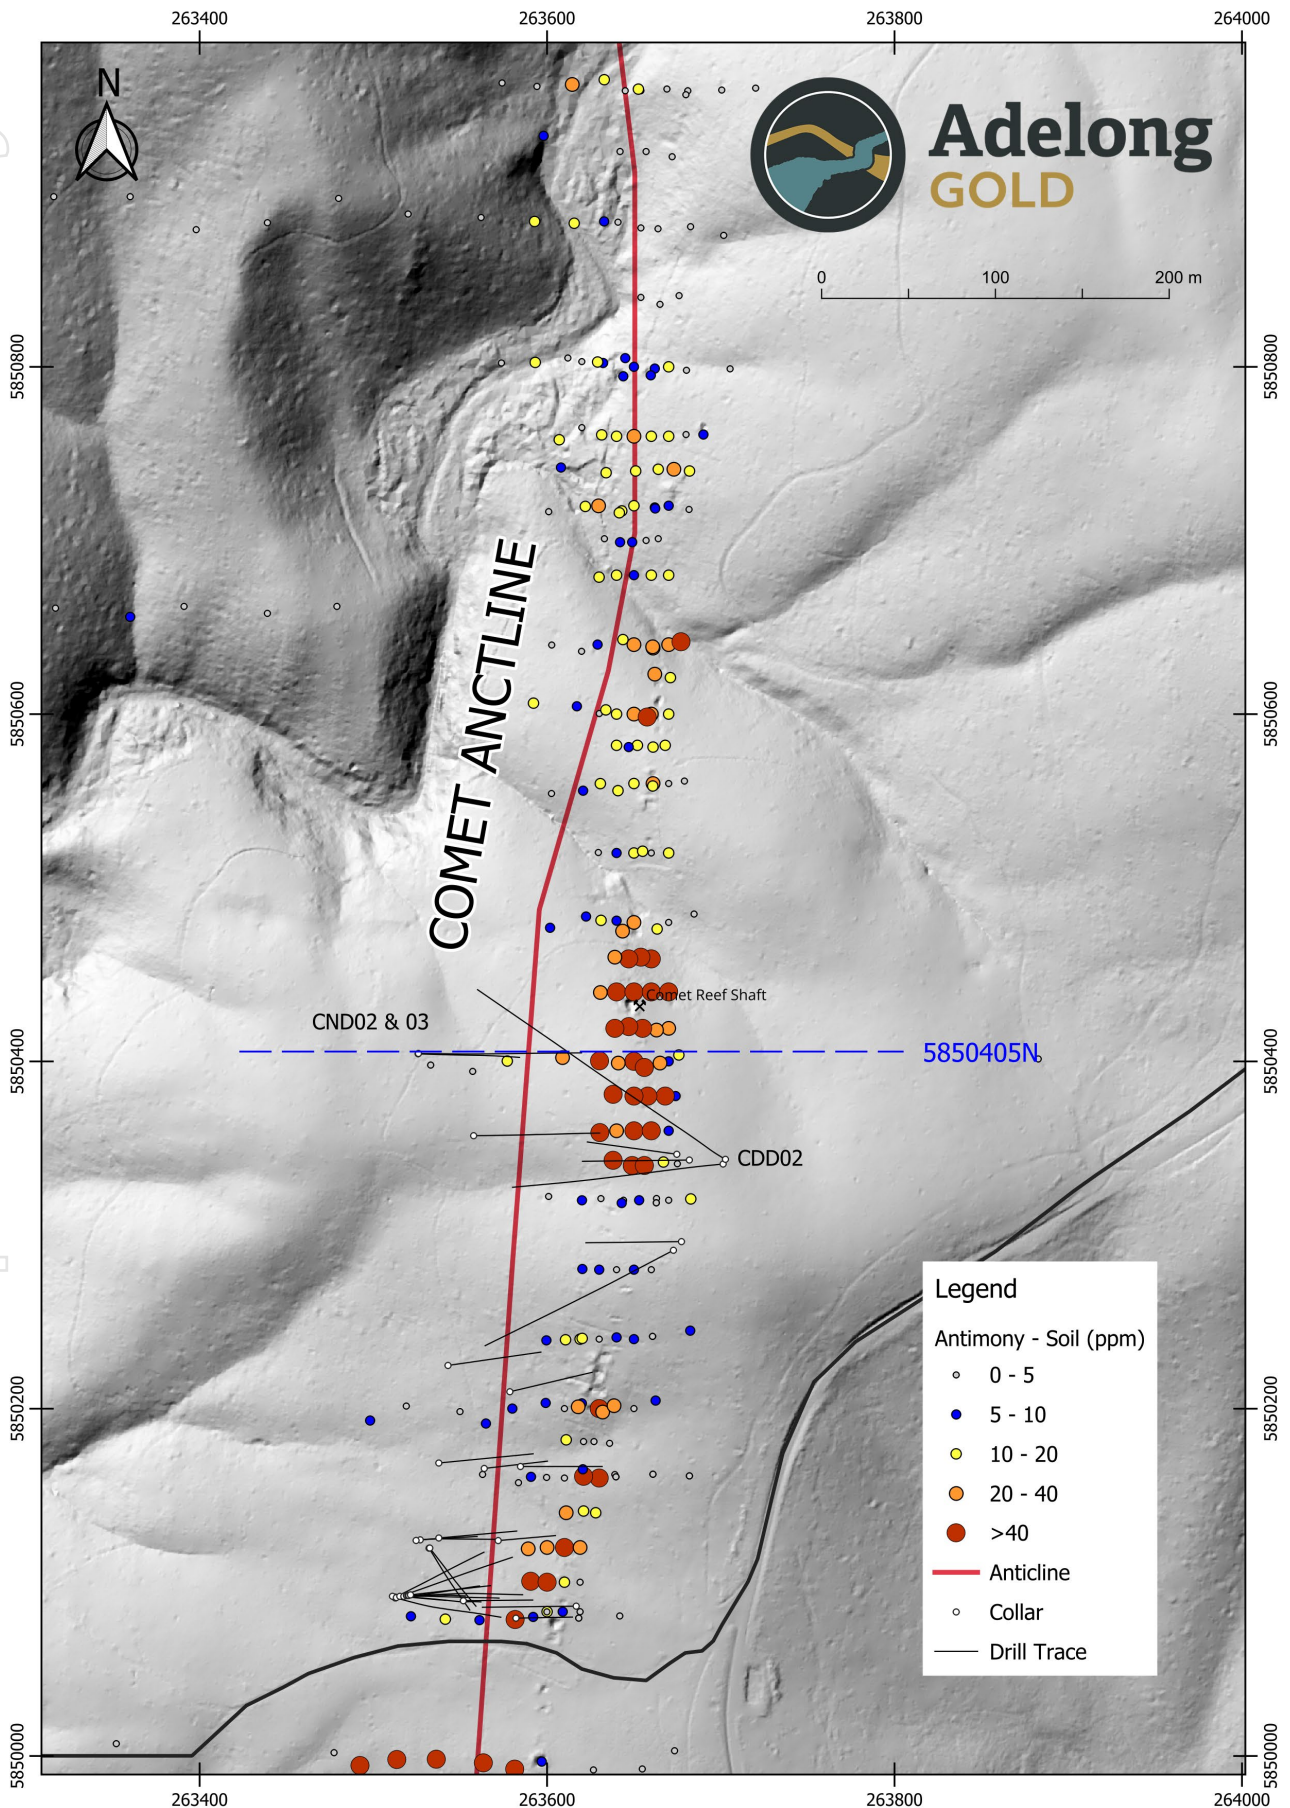 263400
263600
263800
264000
N
Adelong
GOLD
0
100
200 m
5850800
5850800
COMET ANCTLINE
5850600
5850600
Comet Reef Shaft
CND02 & 03
5850405N
5850400
5850400
CDD02
Legend
Antimony - Soil (ppm)
0 - 5
5 - 10
10 - 20
20 - 40
>40
Anticline
Collar
Drill Trace
5850200
5850200
5850000
5850000
263400
263600
263800
264000